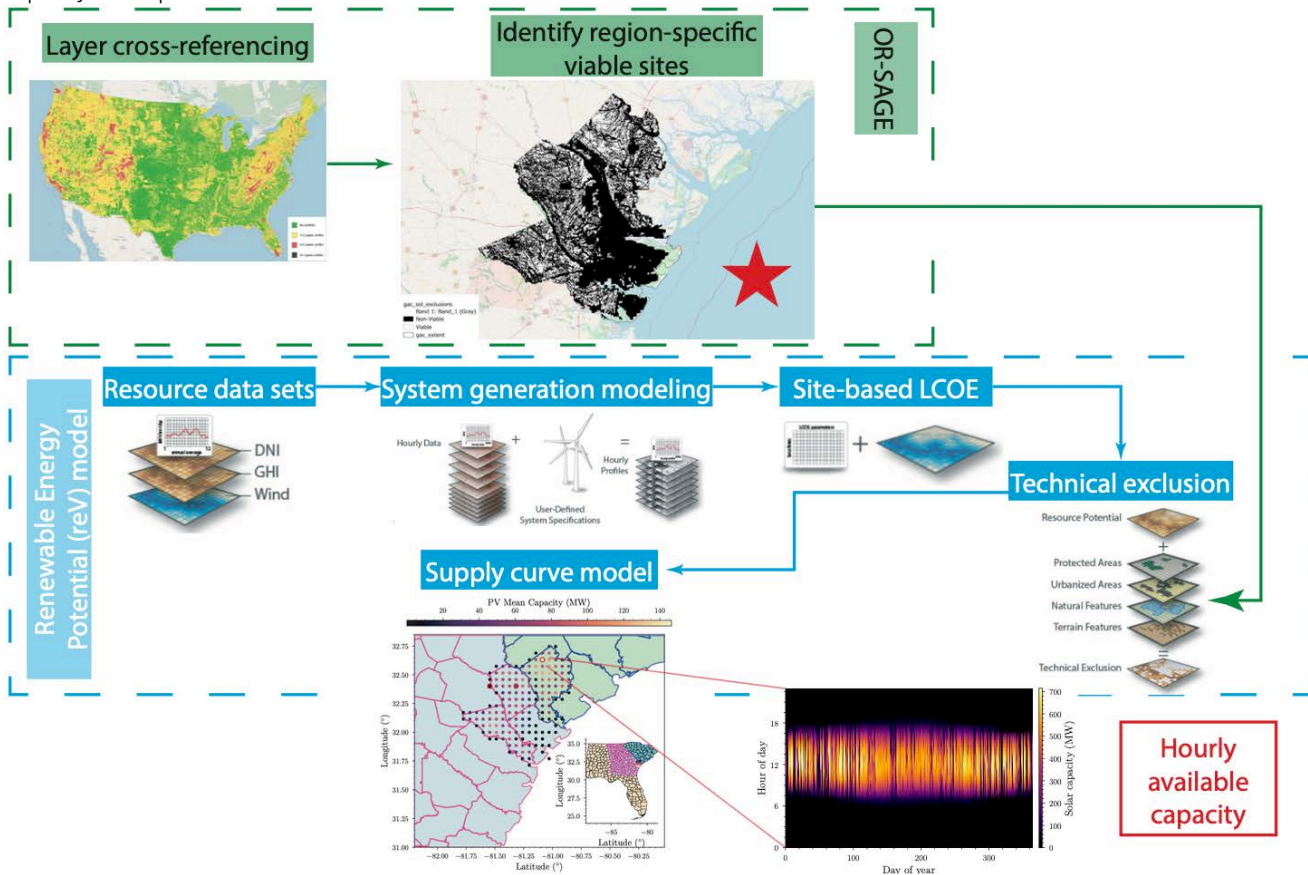 Layer cross-referencing
Identify region-specific
viable sites
OR-SAGE
gac_sol_exclusions
Band 1: Band_1 (Gray)
Non-Viable
Viable
gac_extent
Renewable Energy
Potential (reV) model
Resource data sets
System generation modeling
Site-based LCOE
DNI
GHI
Wind
Hourly Data
+
=
Hourly
Profiles
User-Defined
System Specifications
+
Technical exclusion
Resource Potential
+
Protected Areas
Urbanized Areas
Natural Features
Terrain Features
=
Technical Exclusion
Supply curve model
PV Mean Capacity (MW)
20 40 60 80 100 120 140
Longitude (°)
32.75
32.50
32.25
32.00
31.75
31.50
31.25
31.00
−82.00 −81.75 −81.50 −81.25 −81.00 −80.75 −80.50 −80.25
Latitude (°)
Longitude (°)
35.0
32.5
30.0
27.5
25.0
−85 −80
Latitude (°)
Hour of day
18
12
6
0
0 100 200 300
Day of year
Solar capacity (MW)
700
600
500
400
300
200
100
0
Hourly
available
capacity